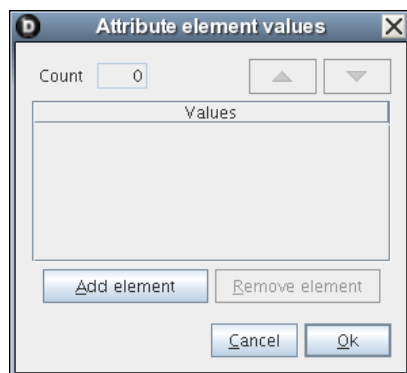 D Attribute element values
Count 0
Values
Add element Remove element
Cancel Ok